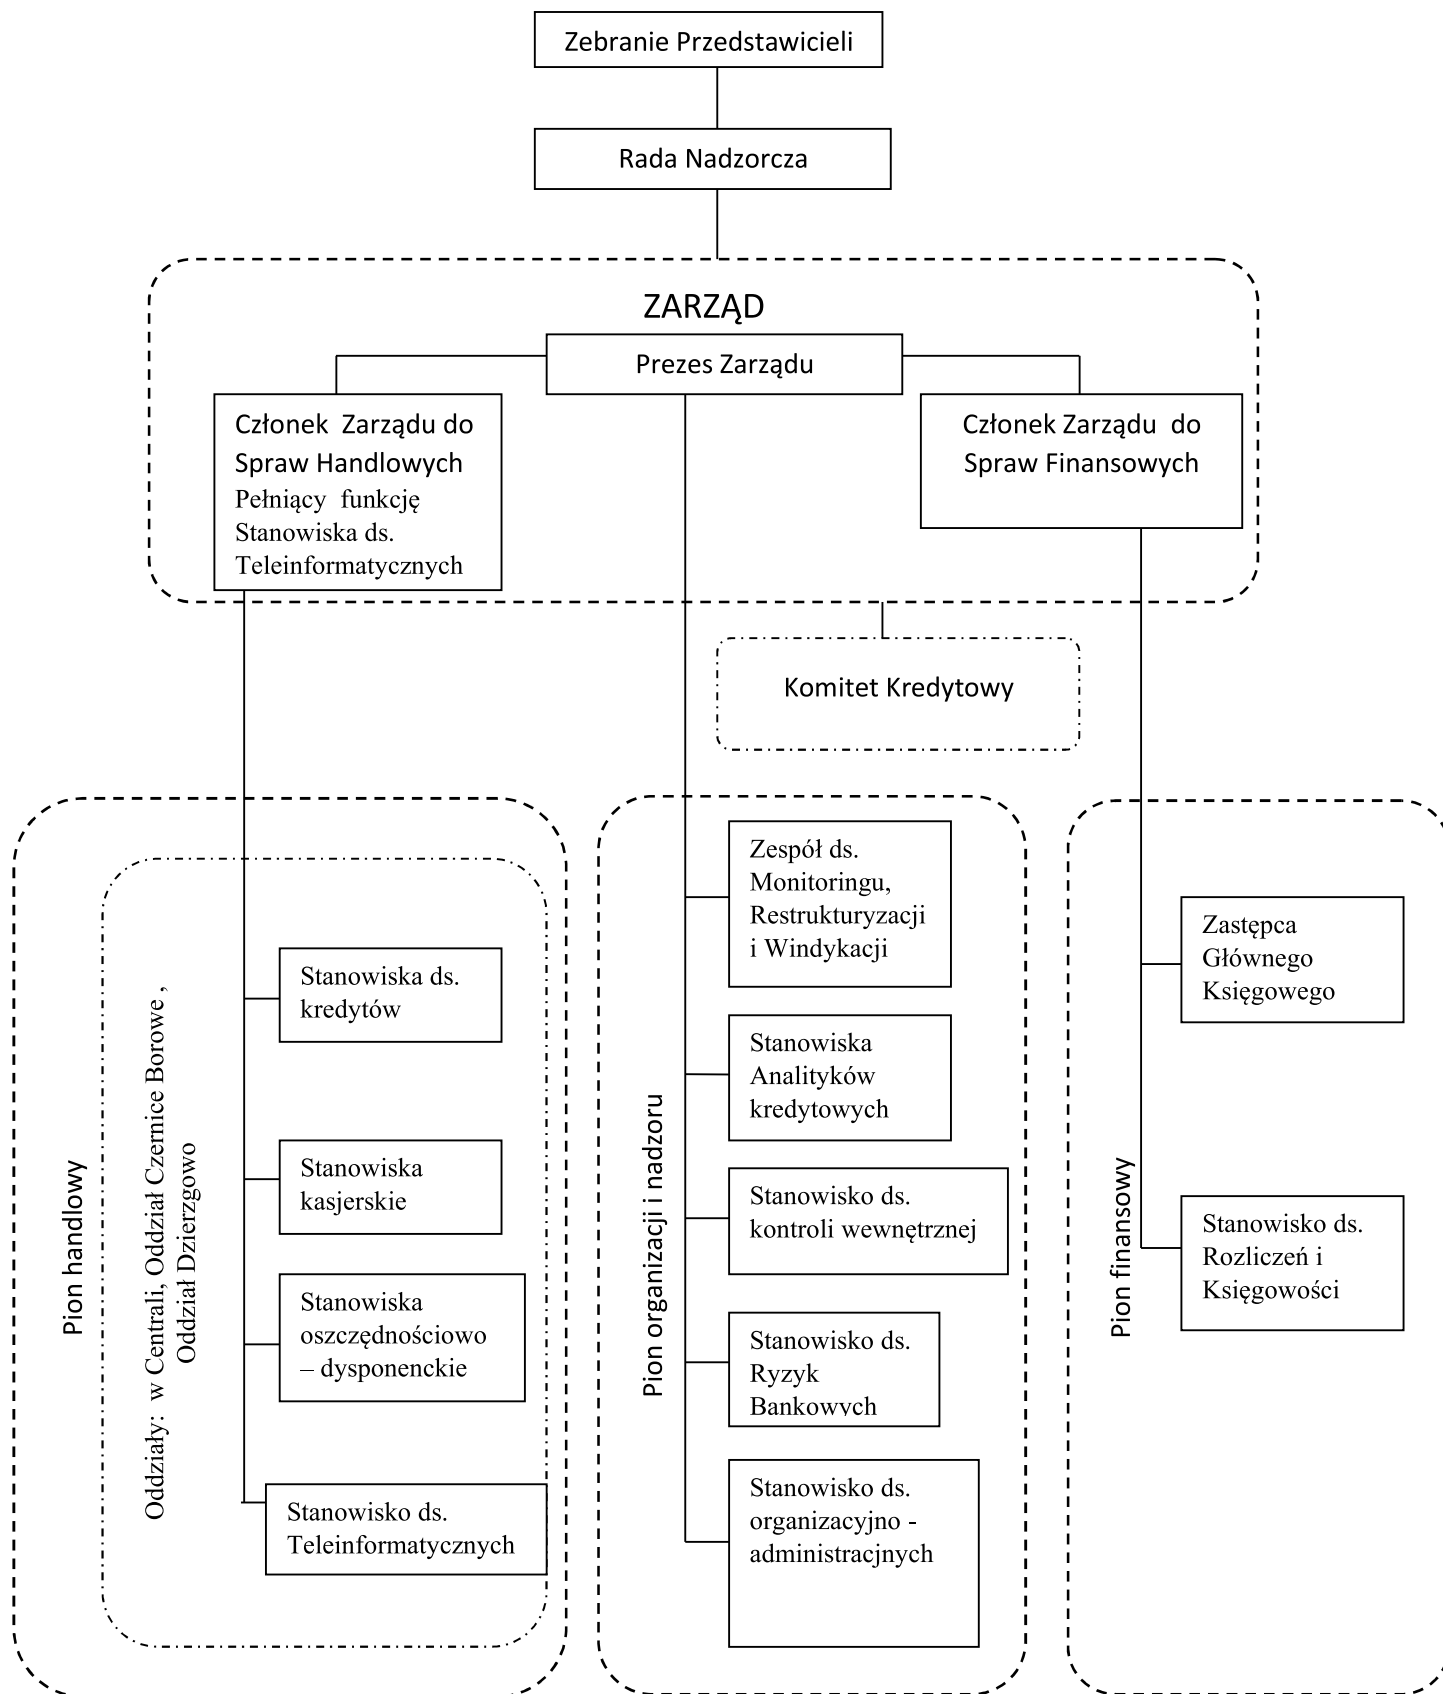 Zebranie Przedstawicieli
Rada Nadzorcza
ZARZĄD
Prezes Zarządu
Członek Zarządu do
Spraw Handlowych
Pełniący funkcję
Stanowiska ds.
Teleinformatycznych
Członek Zarządu do
Spraw Finansowych
Komitet Kredytowy
Pion handlowy
Oddziały: w Centrali, Oddział Czernice Borowe ,
Oddział Dzierzgowo
Stanowiska ds.
kredytów
Stanowiska
kasjerskie
Stanowiska
oszczędnościowo
– dysponenckie
Stanowisko ds.
Teleinformatycznych
Pion organizacji i nadzoru
Zespół ds.
Monitoringu,
Restrukturyzacji
i Windykacji
Stanowiska
Analityków
kredytowych
Stanowisko ds.
kontroli wewnętrznej
Stanowisko ds.
Ryzyk
Bankowych
Stanowisko ds.
organizacyjno -
administracjnych
Pion finansowy
Zastępca
Głównego
Księgowego
Stanowisko ds.
Rozliczeń i
Księgowości